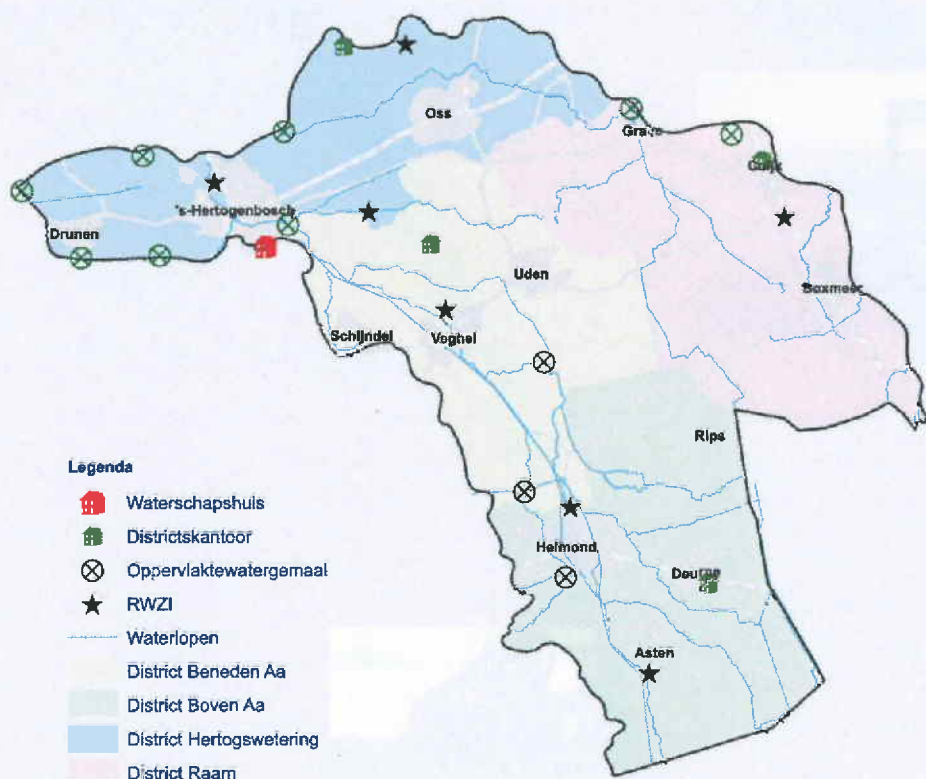 Oss
Grave
Cuijk
's-Hertogenbosch
Drunen
Uden
Boxmeer
Schijndel
Veghel
Rips
Helmond
Deurne
Asten
Legenda
Waterschapshuis
Districtskantoor
Oppervlaktewatergemaal
RWZI
Waterlopen
District Beneden Aa
District Boven Aa
District Hertogswetering
District Raam